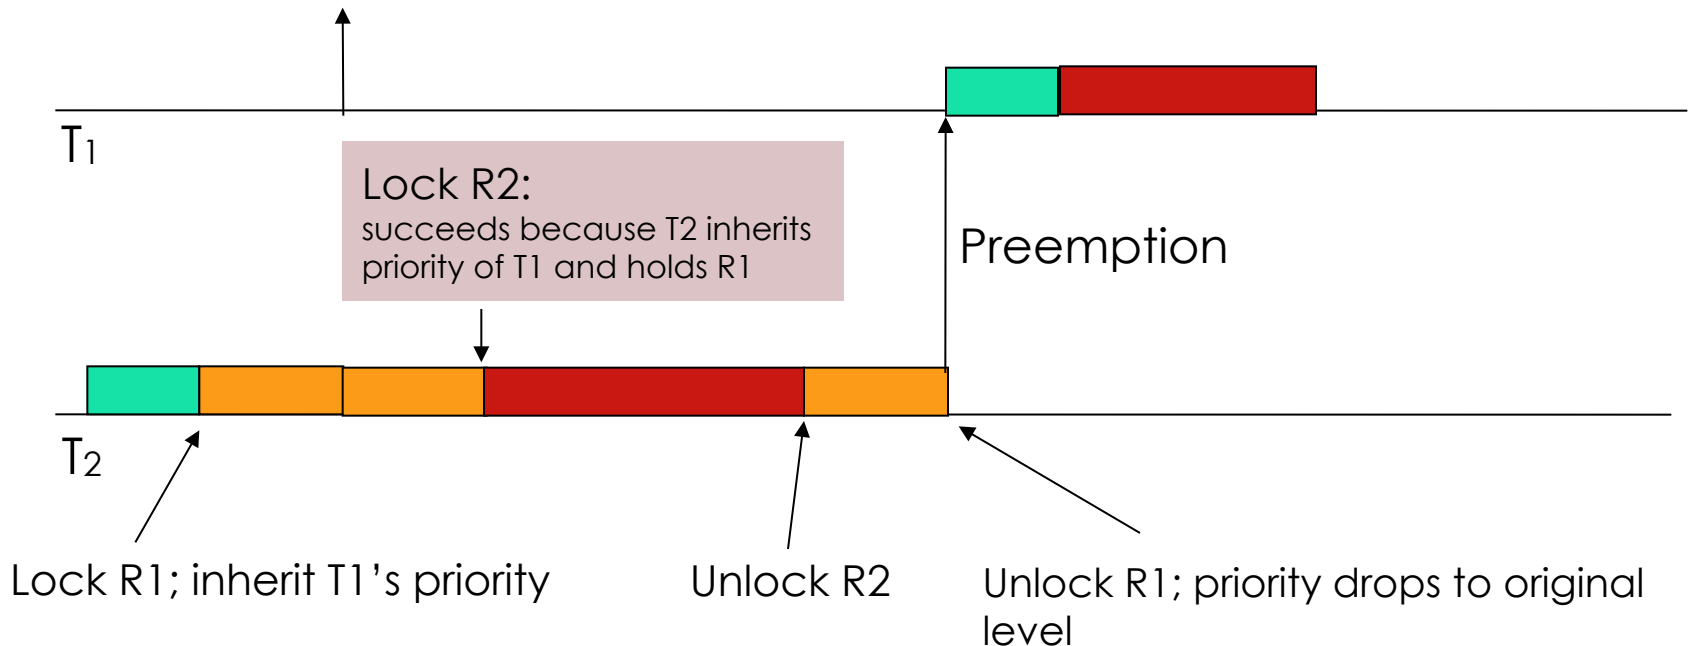 T1
Lock R2:
succeeds because T2 inherits
priority of T1 and holds R1
Preemption
T2
Lock R1; inherit T1’s priority
Unlock R2
Unlock R1; priority drops to original
level